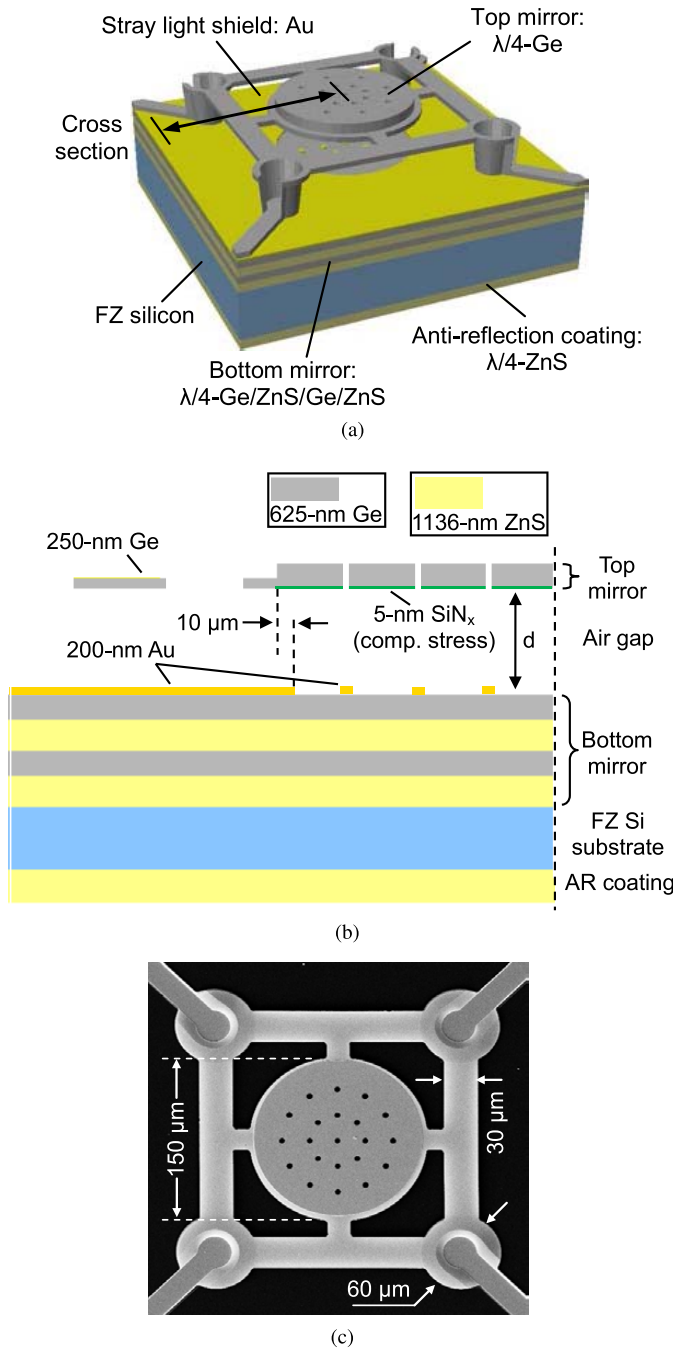 Stray light shield: Au
Top mirror:
λ/4-Ge
Cross
section
FZ silicon
Bottom mirror:
λ/4-Ge/ZnS/Ge/ZnS
Anti-reflection coating:
λ/4-ZnS
(a)
625-nm Ge
1136-nm ZnS
250-nm Ge
Top
mirror
10 μm
5-nm SiNₓ
(comp. stress)
d
Air gap
200-nm Au
Bottom
mirror
FZ Si
substrate
AR coating
(b)
150 μm
30 μm
60 μm
(c)